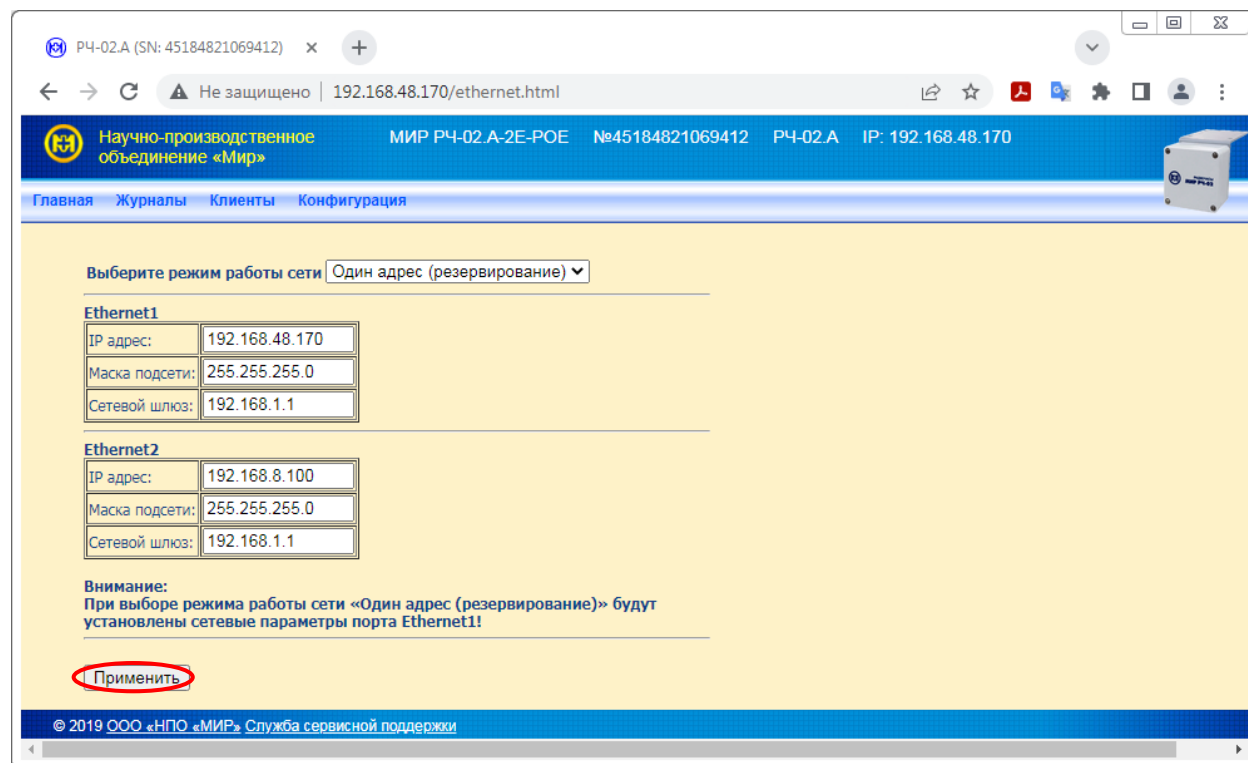 РЧ-02.А (SN: 45184821069412)
Не защищено 192.168.48.170/ethernet.html
Научно-производственное
объединение «Мир»
МИР РЧ-02.А-2E-POE №45184821069412 РЧ-02.А IP: 192.168.48.170
Главная Журналы Клиенты Конфигурация
Выберите режим работы сети Один адрес (резервирование)
Ethernet1
IP адрес: 192.168.48.170
Маска подсети: 255.255.255.0
Сетевой шлюз: 192.168.1.1
Ethernet2
IP адрес: 192.168.8.100
Маска подсети: 255.255.255.0
Сетевой шлюз: 192.168.1.1
Внимание:
При выборе режима работы сети «Один адрес (резервирование)» будут
установлены сетевые параметры порта Ethernet1!
Применить
© 2019 ООО «НПО «МИР» Служба сервисной поддержки